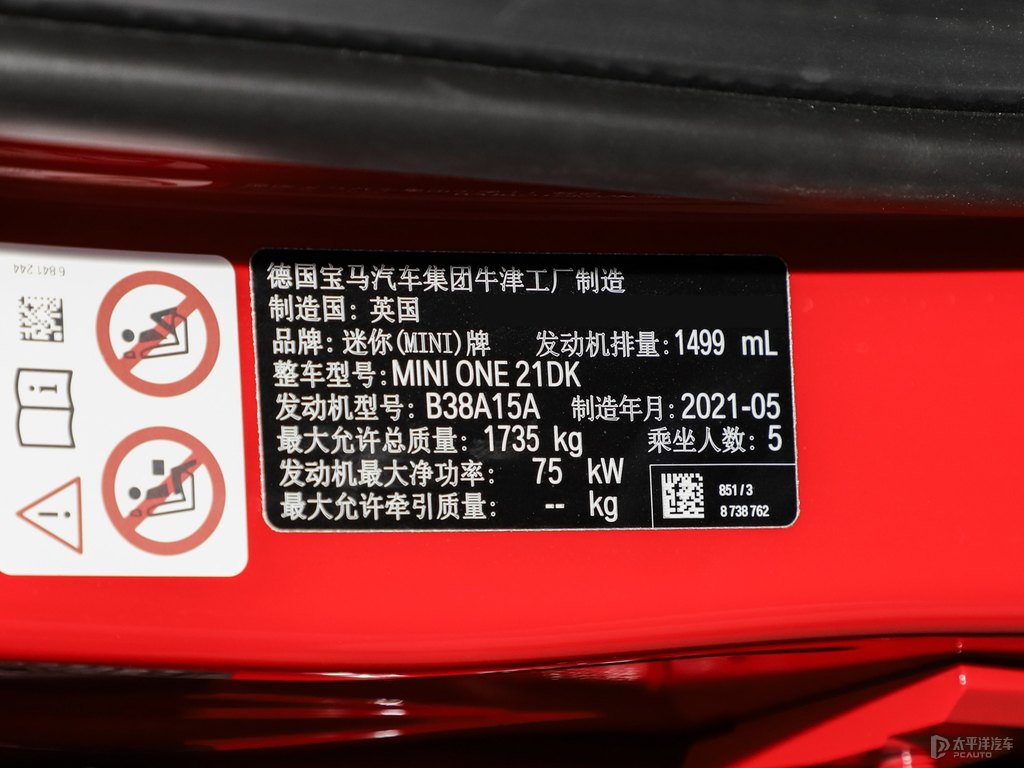 6 841 244
德国宝马汽车集团牛津工厂制造
制造国: 英国
品牌: 迷你(MINI)牌 发动机排量:1499 mL
整车型号:MINI ONE 21DK
发动机型号: B38A15A 制造年月:2021-05
最大允许总质量: 1735 kg 乘坐人数: 5
发动机最大净功率: 75 kW
最大允许牵引质量: -- kg
851/3
8 738 762
太平洋汽车
PCAUTO